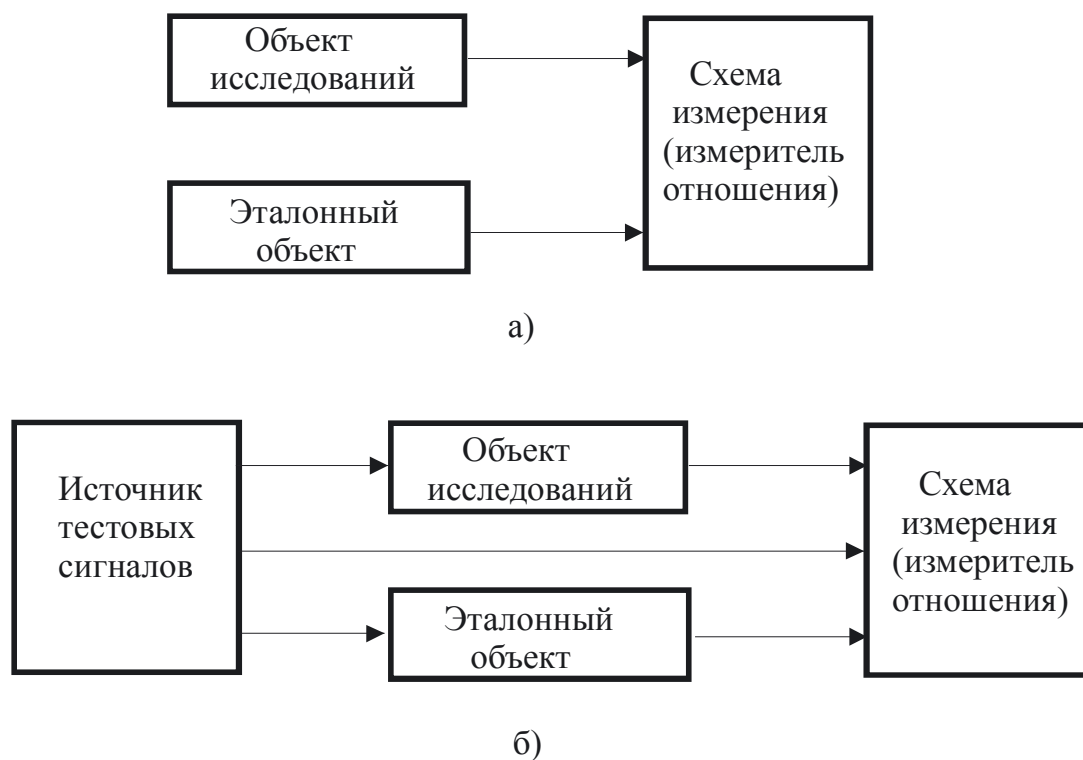 Объект
исследований
Схема
измерения
(измеритель
отношения)
Эталонный
объект
а)
Источник
тестовых
сигналов
Объект
исследований
Эталонный
объект
Схема
измерения
(измеритель
отношения)
б)